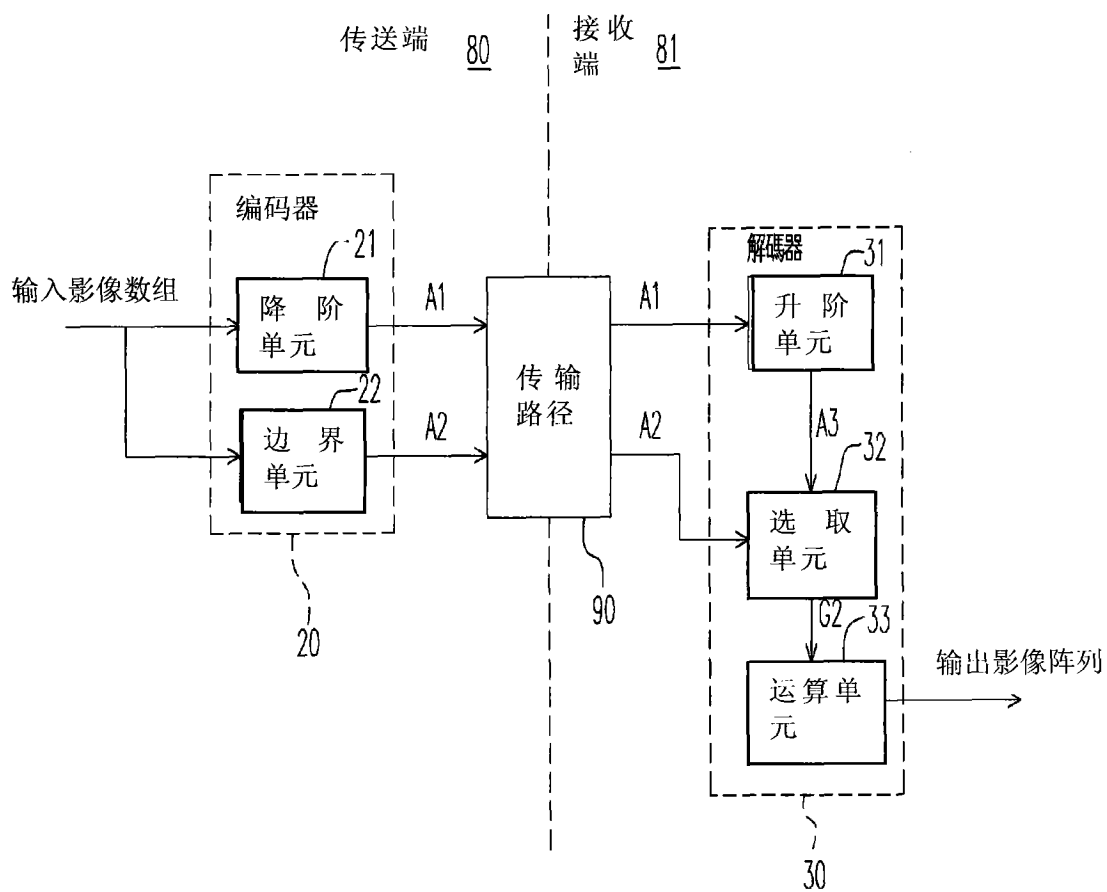 传送端
80
接收
端
81
编码器
21
输入影像数组
降阶
单元
A1
22
边界
单元
A2
20
传输
路径
90
A1
A2
解碼器
31
升阶
单元
A3
32
选取
单元
G2
33
运算单
元
输出影像阵列
30